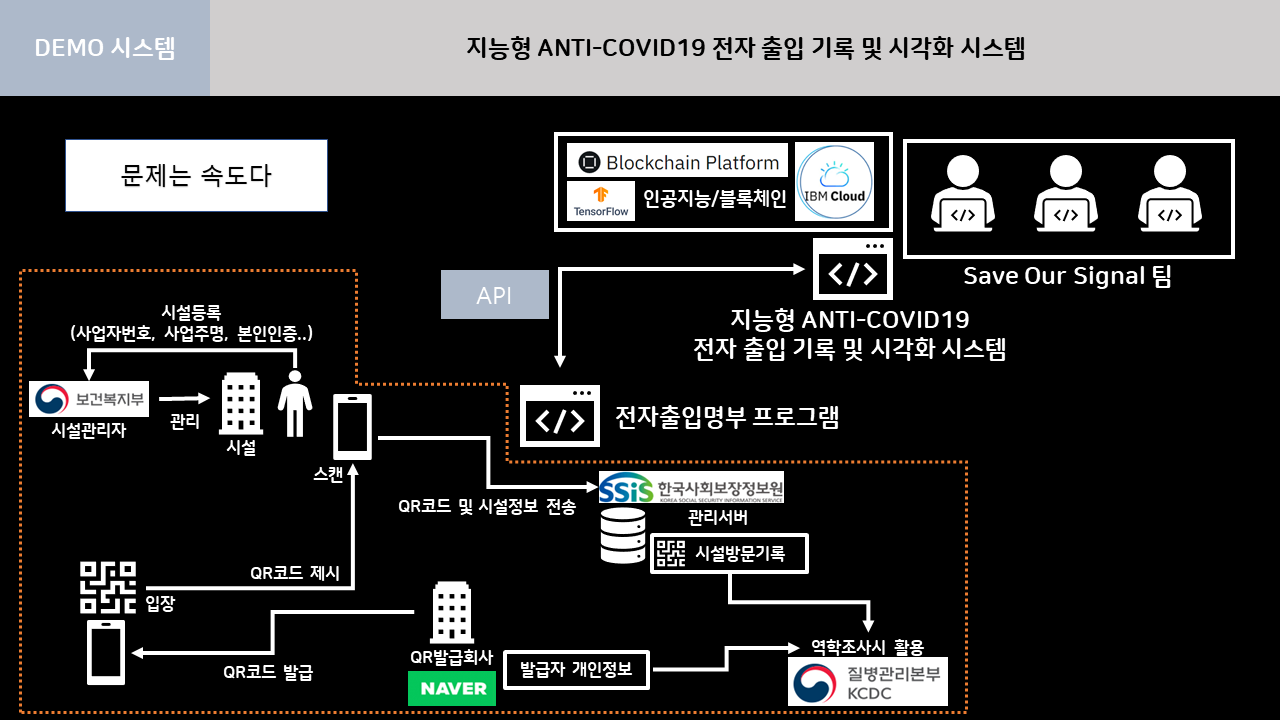 DEMO 시스템
지능형 ANTI-COVID19 전자 출입 기록 및 시각화 시스템
문제는 속도다
Blockchain Platform
TensorFlow
인공지능/블록체인
IBM Cloud
Save Our Signal 팀
API
지능형 ANTI-COVID19
전자 출입 기록 및 시각화 시스템
전자출입명부 프로그램
시설등록
(사업자번호, 사업주명, 본인인증..)
보건복지부
시설관리자
관리
시설
스캔
QR코드 및 시설정보 전송
SSiS 한국사회보장정보원
KOREA SOCIAL SECURITY INFORMATION SERVICE
관리서버
시설방문기록
QR코드 제시
입장
QR코드 발급
QR발급회사
NAVER
발급자 개인정보
역학조사시 활용
질병관리본부
KCDC